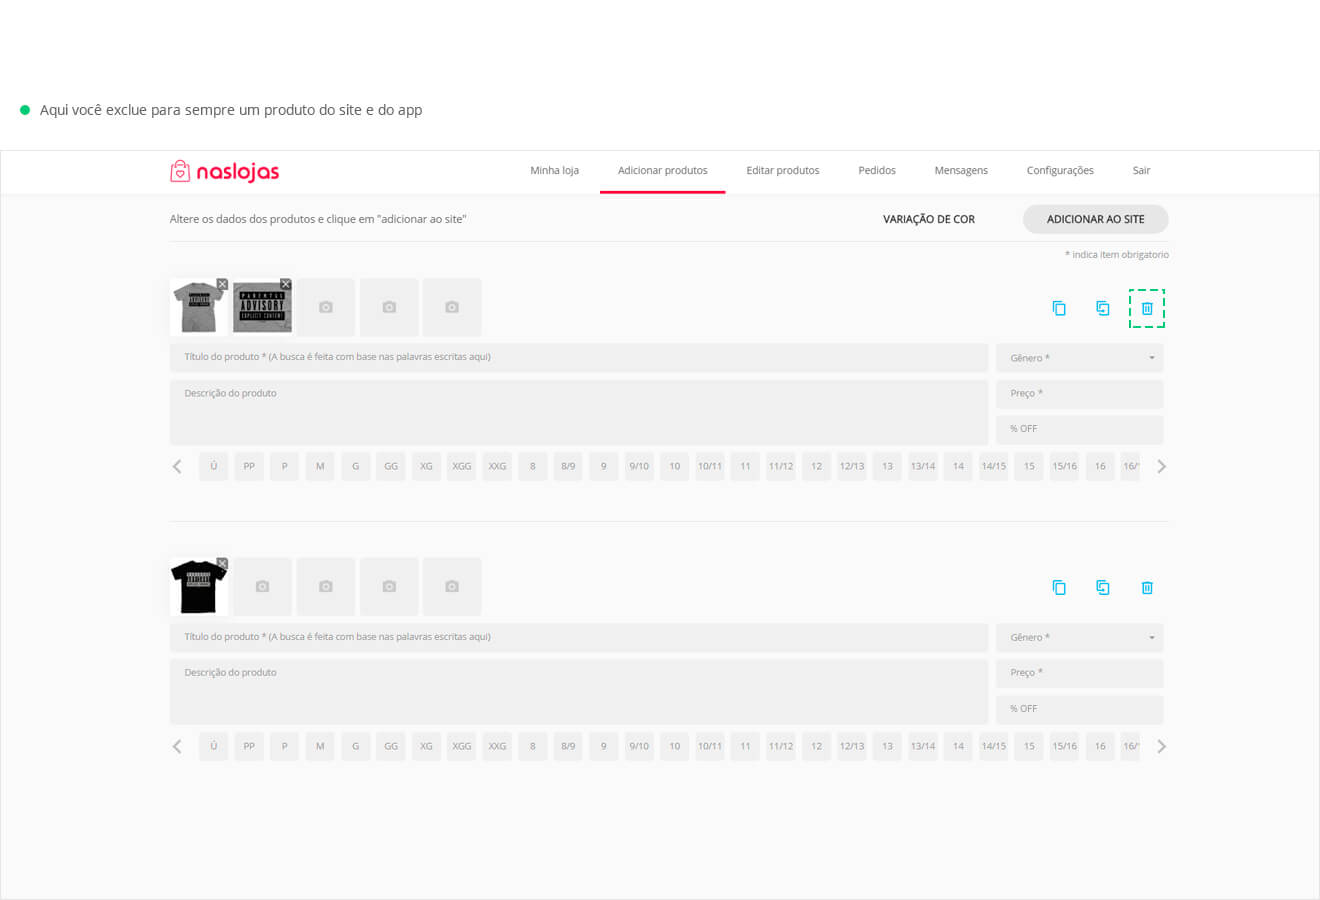 Aqui você exclue para sempre um produto do site e do app
naslojas
Minha loja Adicionar produtos Editar produtos Pedidos Mensagens Configurações Sair
Altere os dados dos produtos e clique em "adicionar ao site" VARIAÇÃO DE COR ADICIONAR AO SITE
* indica item obrigatorio
PARENTAL
ADVISORY
EXPLICIT CONTENT
Título do produto * (A busca é feita com base nas palavras escritas aqui) Gênero *
Descrição do produto Preço *
% OFF
Ú PP P M G GG XG XGG XXG 8 8/9 9 9/10 10 10/11 11 11/12 12 12/13 13 13/14 14 14/15 15 15/16 16 16/
Título do produto * (A busca é feita com base nas palavras escritas aqui) Gênero *
Descrição do produto Preço *
% OFF
Ú PP P M G GG XG XGG XXG 8 8/9 9 9/10 10 10/11 11 11/12 12 12/13 13 13/14 14 14/15 15 15/16 16 16/